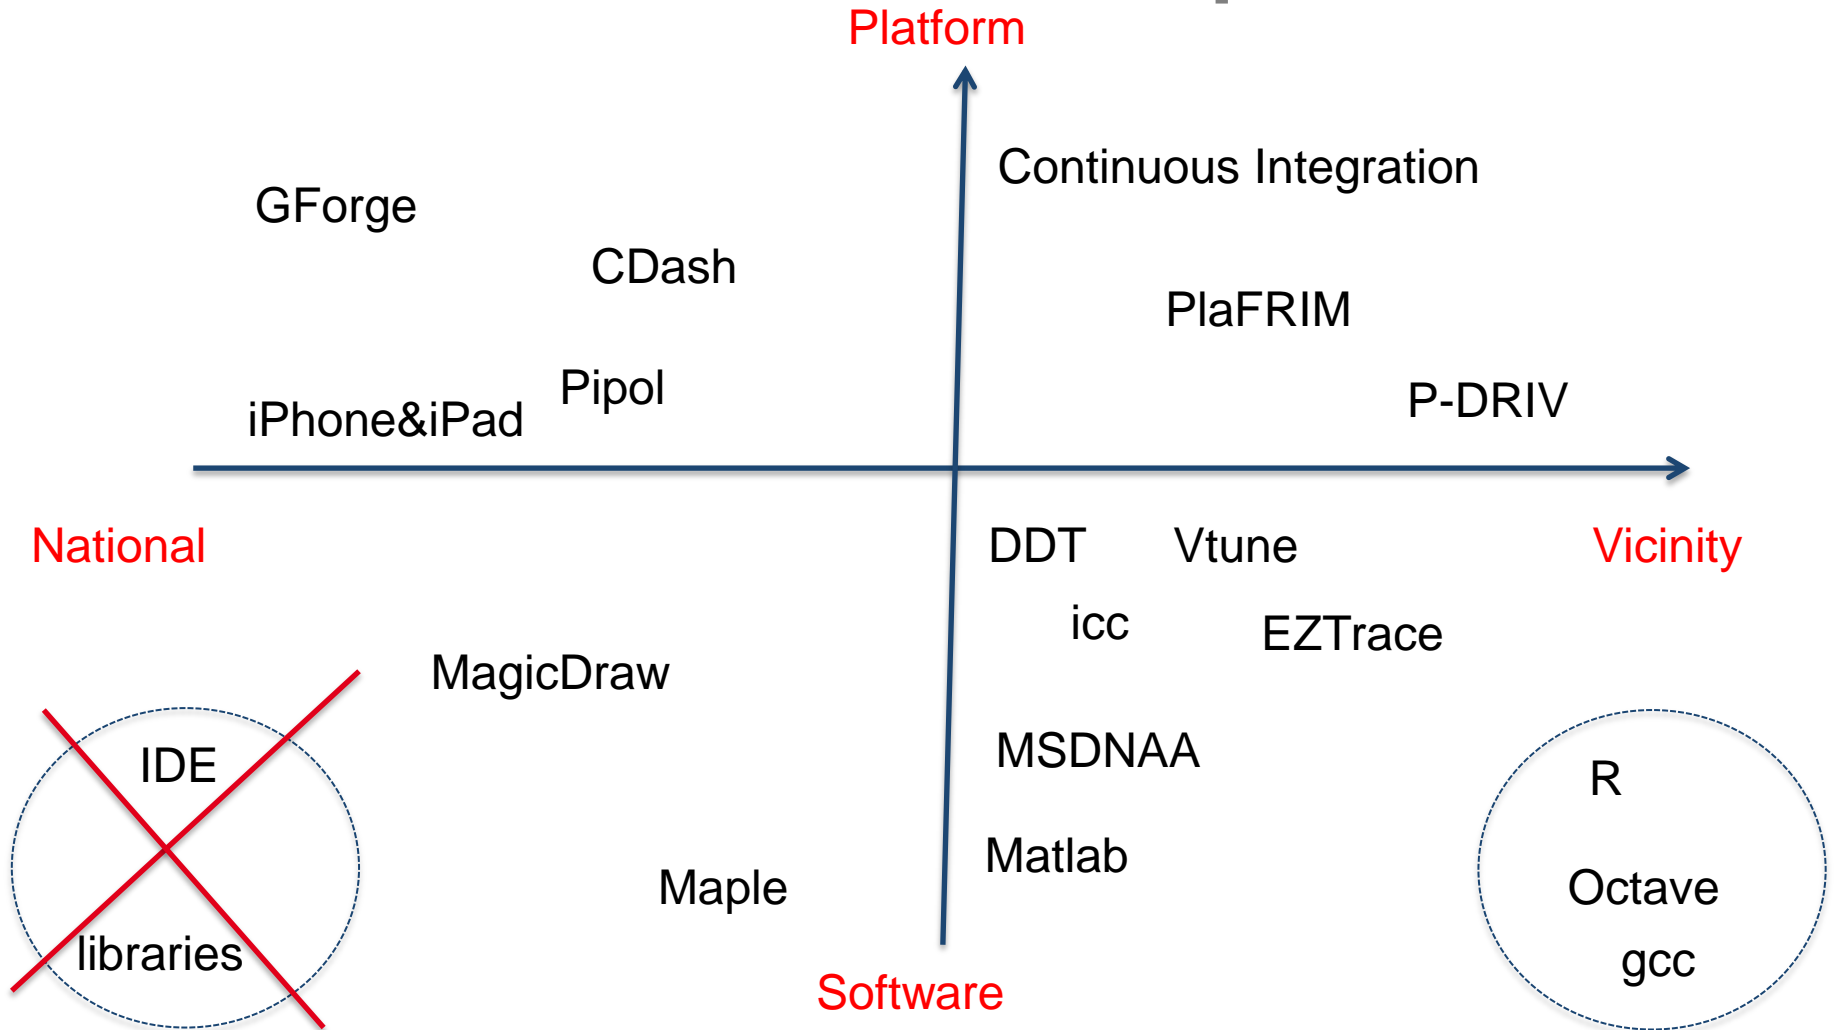 Platform
Continuous Integration
GForge
CDash
PlaFRIM
Pipol
iPhone&iPad
P-DRIV
National
DDT
Vtune
Vicinity
icc
EZTrace
MagicDraw
MSDNAA
IDE
R
Matlab
Maple
Octave
libraries
gcc
Software